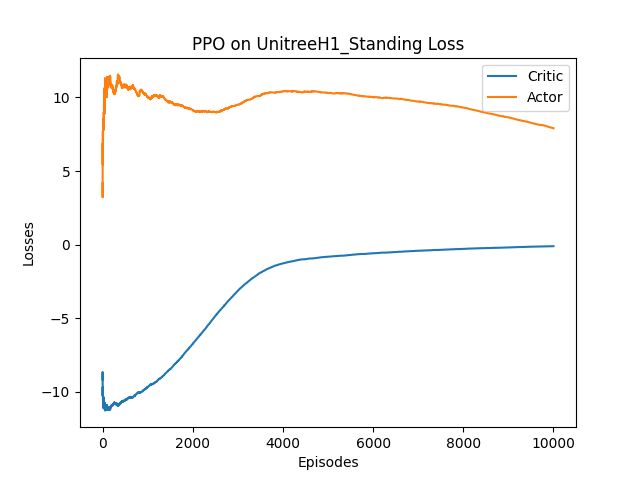 PPO on UnitreeH1_Standing Loss
Critic
Actor
10
5
0
−5
−10
Losses
0 2000 4000 6000 8000 10000
Episodes